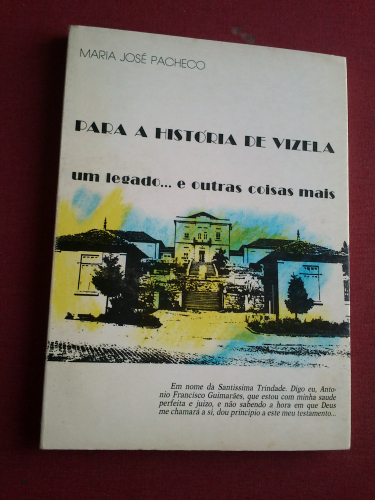 MARIA JOSÉ PACHECO
PARA A HISTÓRIA DE VIZELA
um legado... e outras coisas mais
Em nome da Santissima Trindade. Digo eu, Anto-
nio Francisco Guimarães, que estou com minha saude
perfeita e juizo, e não sabendo a hora em que Deus
me chamará a si, dou principio a este meu testamento...